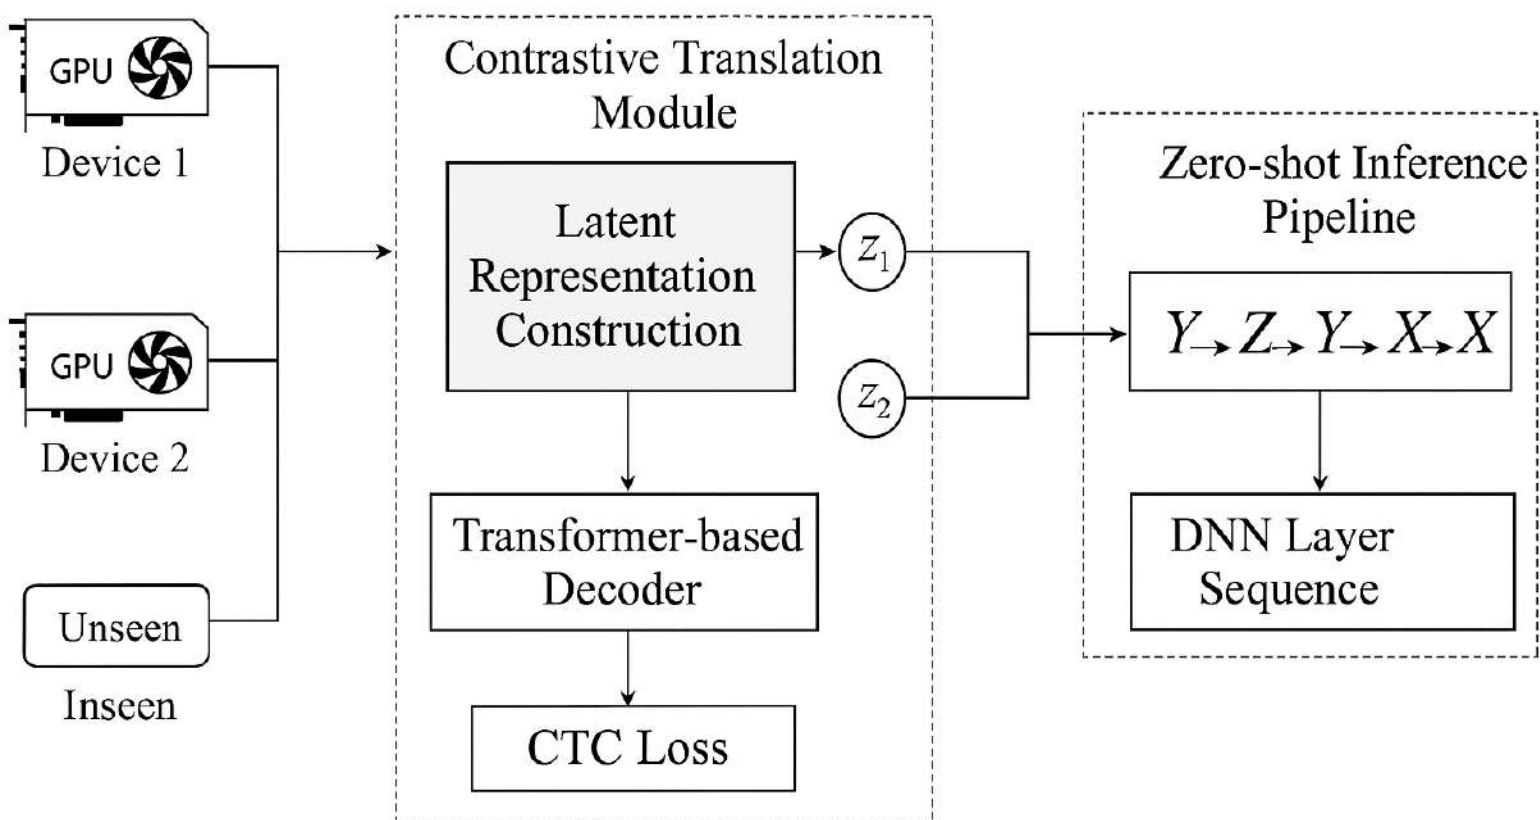 GPU
Device 1
GPU
Device 2
Unseen
Inseen
Contrastive Translation
Module
Latent
Representation
Construction
z₁
z₂
Transformer-based
Decoder
CTC Loss
Zero-shot Inference
Pipeline
Y→Z→Y→X→X
DNN Layer
Sequence